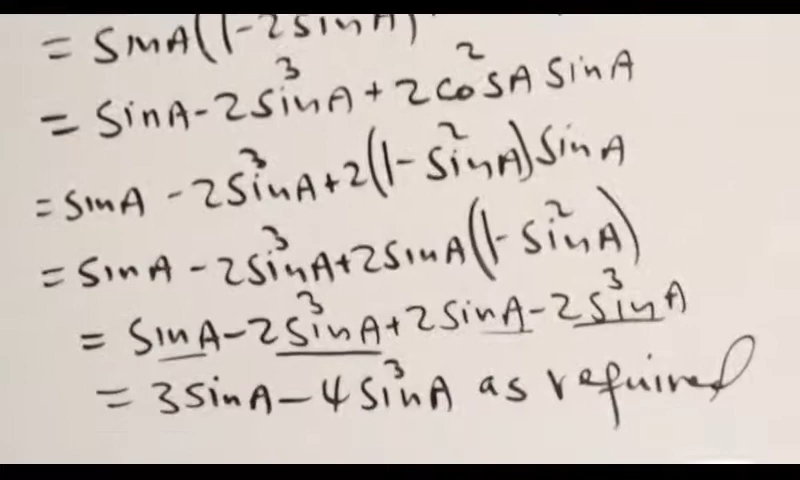 = sinA(1-2sin A)
= sinA-2sin³A+2cos²A sinA
= sinA -2sin³A+2(1-sin²A)sinA
= sinA-2sin³A+2sinA(1-sin²A)
= sinA-2sin³A+2sinA-2sin³A
= 3sinA-4sin³A as required